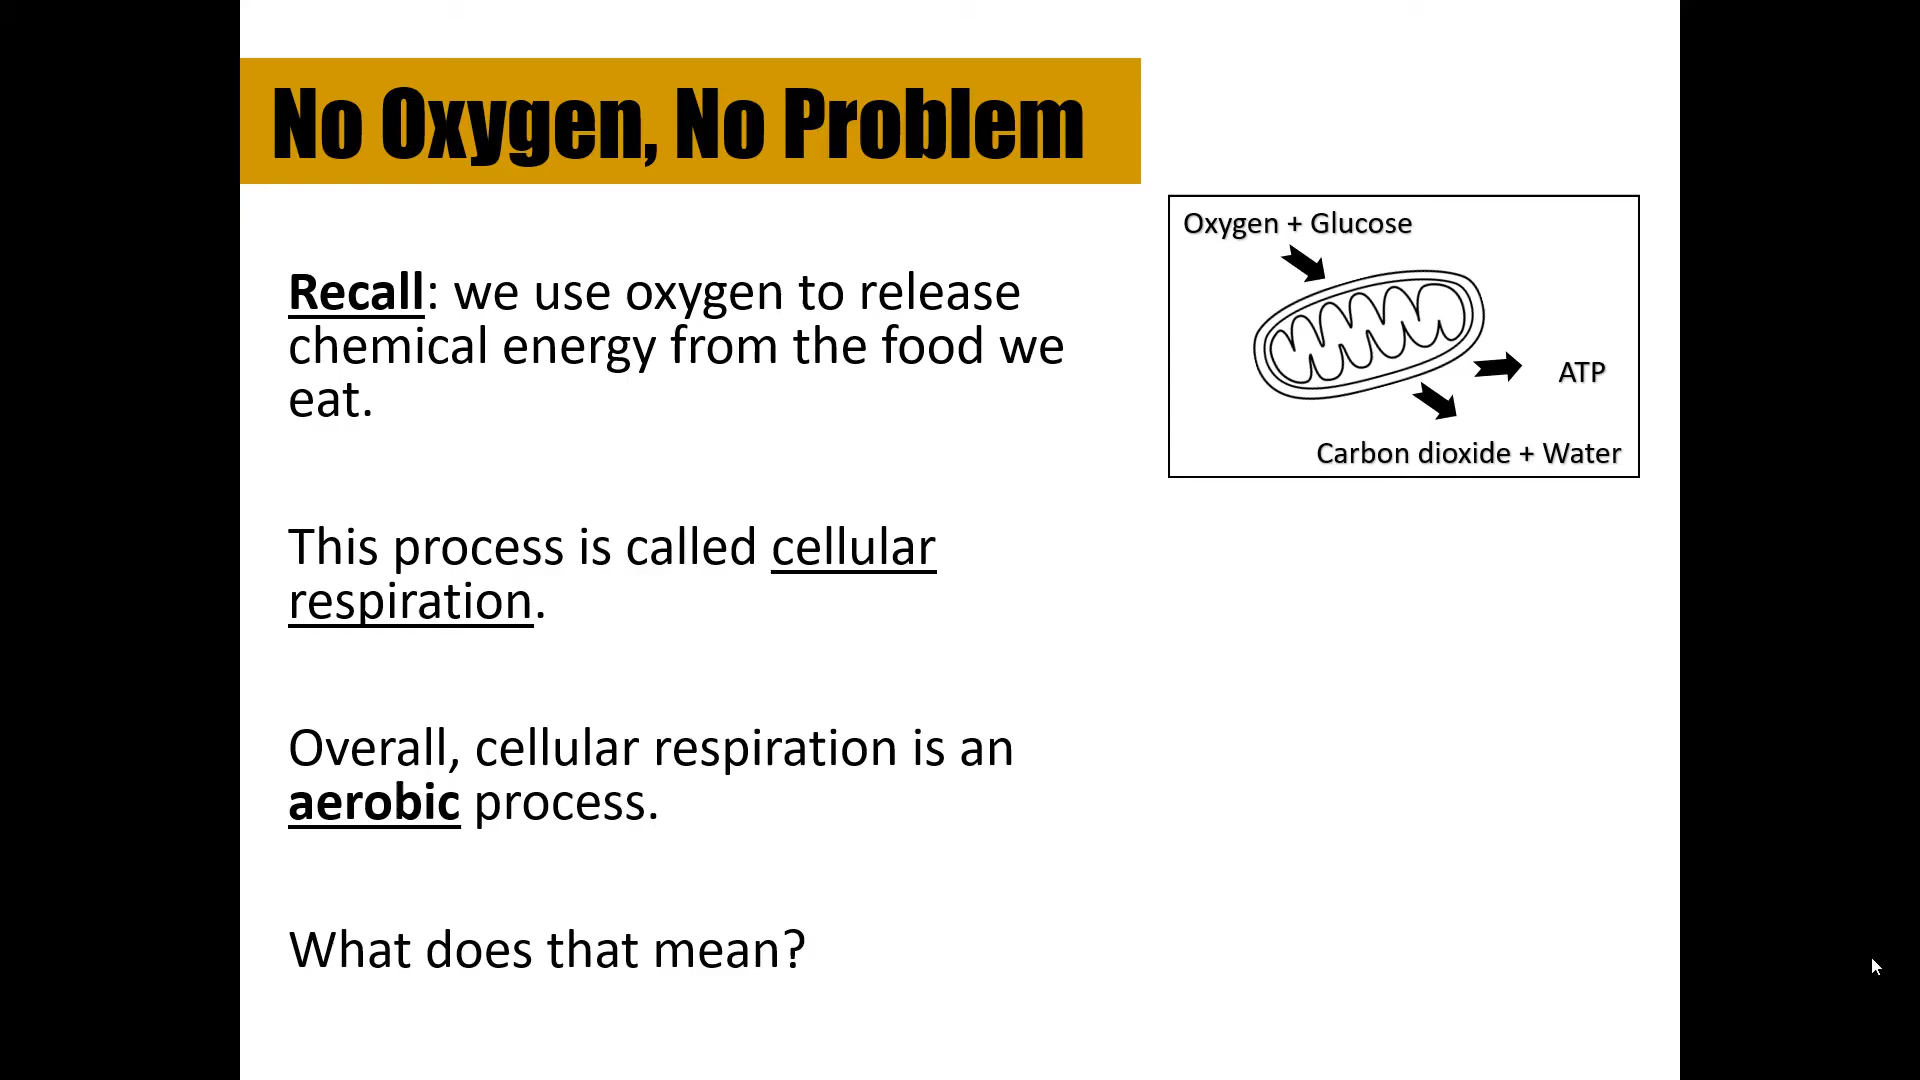 No Oxygen, No Problem
Recall: we use oxygen to release
chemical energy from the food we
eat.
This process is called cellular
respiration.
Overall, cellular respiration is an
aerobic process.
What does that mean?
Oxygen + Glucose
ATP
Carbon dioxide + Water